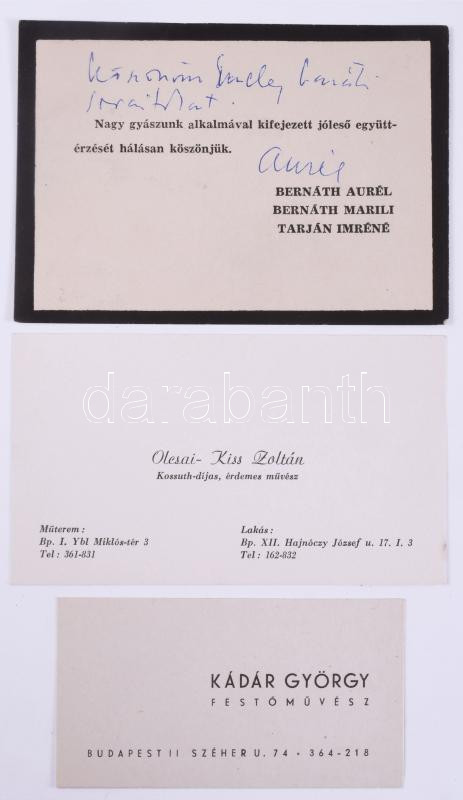 Köszönöm baráti
soraitokat.
Nagy gyászunk alkalmával kifejezett jóleső együtt-
érzését hálásan köszönjük.
Aurél
BERNÁTH AURÉL
BERNÁTH MARILI
TARJÁN IMRÉNÉ
darabanth
Olcsai- Kiss Zoltán
Kossuth-díjas, érdemes művész
Műterem :
Bp. I. Ybl Miklós-tér 3
Tel : 361-831
Lakás :
Bp. XII. Hajnóczy József u. 17. I. 3
Tel : 162-832
KÁDÁR GYÖRGY
FESTŐMŰVÉSZ
BUDAPEST II SZÉHER U. 74 • 364-218